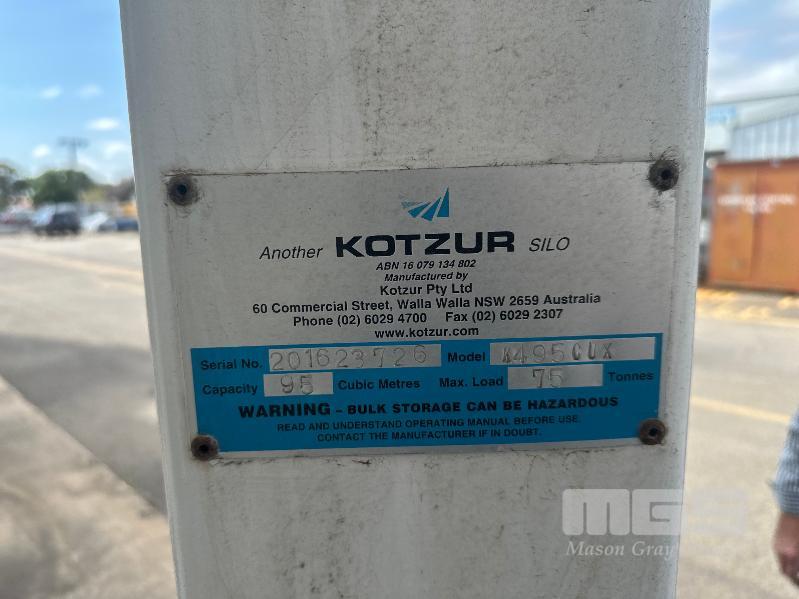 Another KOTZUR SILO
ABN 16 079 134 802
Manufactured by
Kotzur Pty Ltd
60 Commercial Street, Walla Walla NSW 2659 Australia
Phone (02) 6029 4700 Fax (02) 6029 2307
www.kotzur.com
Serial No. 201623726 Model K495CUX
Capacity 95 Cubic Metres Max. Load 75 Tonnes
WARNING - BULK STORAGE CAN BE HAZARDOUS
READ AND UNDERSTAND OPERATING MANUAL BEFORE USE.
CONTACT THE MANUFACTURER IF IN DOUBT.
MGS
Mason Gray